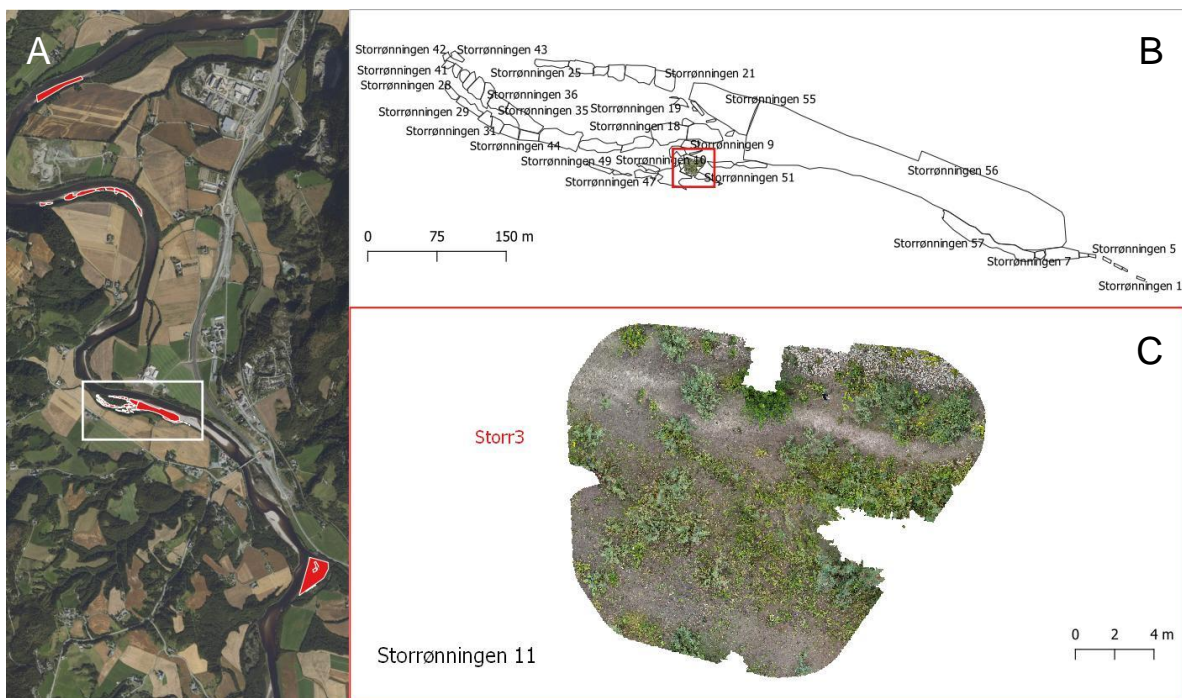 A
B
Storrønningen 42
Storrønningen 43
Storrønningen 41
Storrønningen 25
Storrønningen 21
Storrønningen 28
Storrønningen 36
Storrønningen 19
Storrønningen 55
Storrønningen 29
Storrønningen 35
Storrønningen 31
Storrønningen 18
Storrønningen 44
Storrønningen 9
Storrønningen 49
Storrønningen 10
Storrønningen 56
Storrønningen 47
Storrønningen 51
Storrønningen 57
Storrønningen 5
Storrønningen 7
Storrønningen 1
0 75 150 m
C
Storr3
Storrønningen 11
0 2 4 m